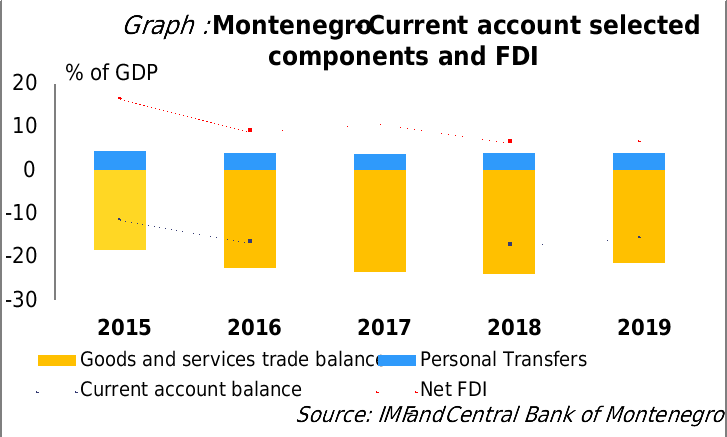 Graph : Montenegro-Current account selected
components and FDI
% of GDP
20
10
0
-10
-20
-30
2015 2016 2017 2018 2019
Goods and services trade balance Personal Transfers
Current account balance Net FDI
Source: IMF and Central Bank of Montenegro